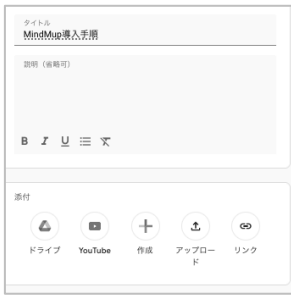 タイトル
MindMup導入手順
説明（省略可）
B I U
添付
ドライブ YouTube 作成 アップロー リンク
ド